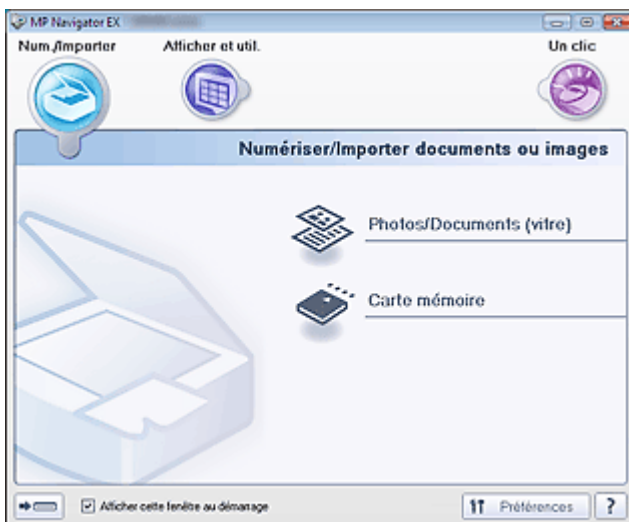 MP Navigator EX
Num./Importer Afficher et util. Un clic
Numériser/Importer documents ou images
Photos/Documents (vitre)
Carte mémoire
Afficher cette fenêtre au démarrage Préférences ?